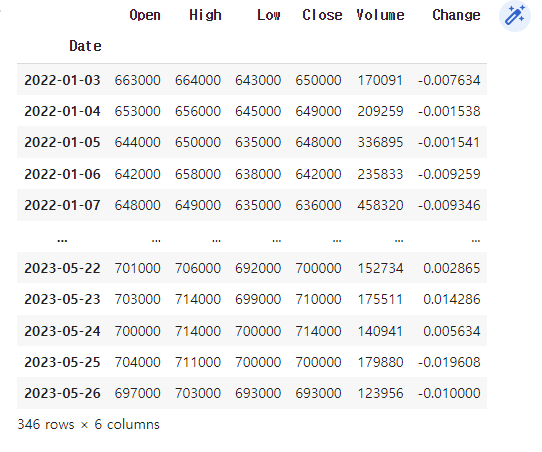 Open High Low Close Volume Change
Date
2022-01-03 663000 664000 643000 650000 170091 -0.007634
2022-01-04 653000 656000 645000 649000 209259 -0.001538
2022-01-05 644000 650000 635000 648000 336895 -0.001541
2022-01-06 642000 658000 638000 642000 235833 -0.009259
2022-01-07 648000 649000 635000 636000 458320 -0.009346
... ... ... ... ... ... ...
2023-05-22 701000 706000 692000 700000 152734 0.002865
2023-05-23 703000 714000 699000 710000 175511 0.014286
2023-05-24 700000 714000 700000 714000 140941 0.005634
2023-05-25 704000 711000 700000 700000 179880 -0.019608
2023-05-26 697000 703000 693000 693000 123956 -0.010000
346 rows × 6 columns